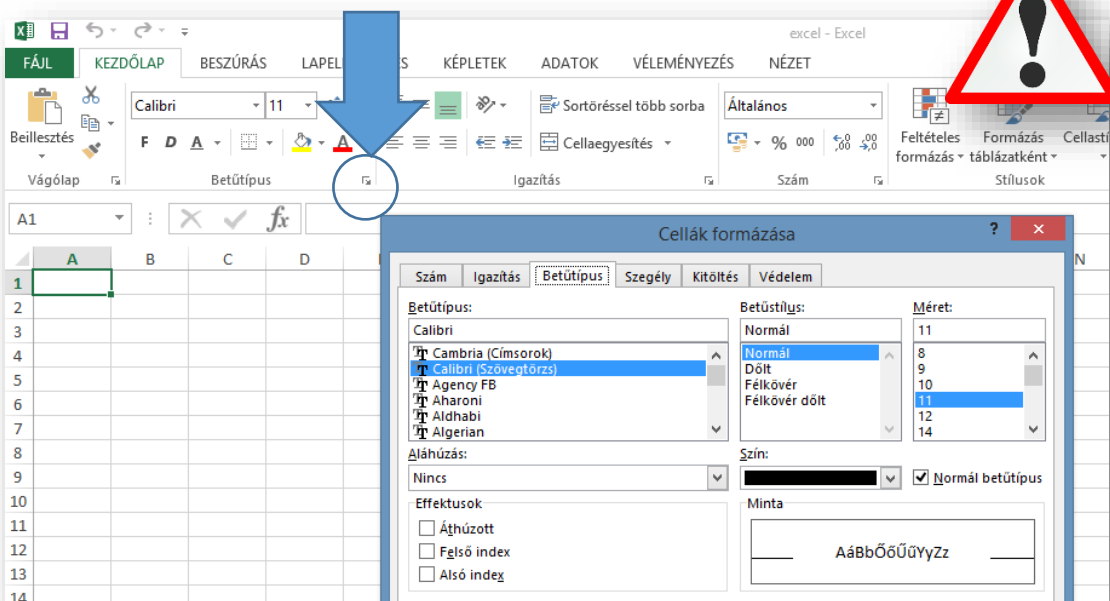 excel - Excel
FÁJL KEZDŐLAP BESZÚRÁS LAPEL S KÉPLETEK ADATOK VÉLEMÉNYEZÉS NÉZET
Calibri 11 Sortöréssel több sorba Általános
Beillesztés F D A A Cellaegyesítés % 000 Feltételes formázás Formázás táblázatként Cellastí
Vágólap Betűtípus Igazítás Szám Stílusok
A1 fx
A B C D N
Cellák formázása ?
Szám Igazítás Betűtípus Szegély Kitöltés Védelem
Betűtípus: Betűstílus: Méret:
Calibri Normál 11
Cambria (Címsorok) Normál 8
Calibri (Szövegtörzs) Dőlt 9
Agency FB Félkövér 10
Aharoni Félkövér dőlt 11
Aldhabi 12
Algerian 14
Aláhúzás: Szín:
Nincs Normál betűtípus
Effektusok Minta
Áthúzott
Felső index AáBbŐőŰűYyZz
Alsó index
1
2
3
4
5
6
7
8
9
10
11
12
13
14